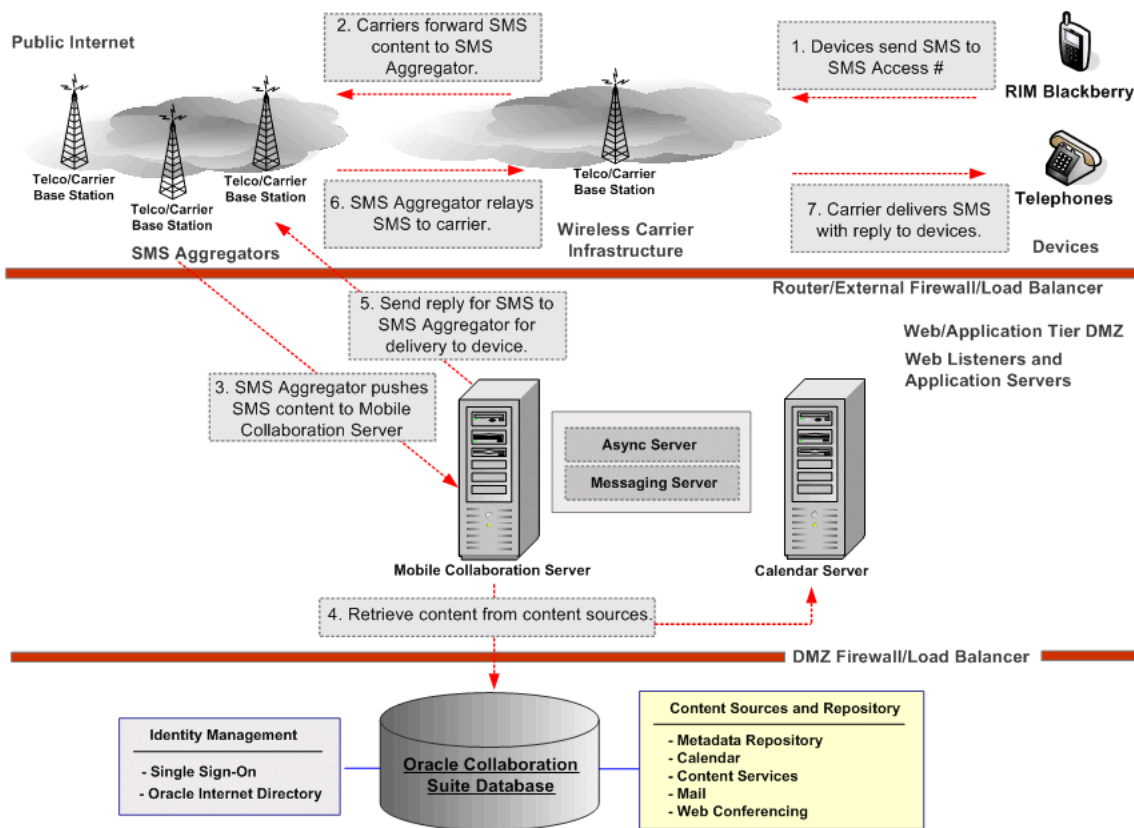 Public Internet
2. Carriers forward SMS
content to SMS
Aggregator.
1. Devices send SMS to
SMS Access #
RIM Blackberry
Telco/Carrier
Base Station
Telco/Carrier
Base Station
Telco/Carrier
Base Station
Telco/Carrier
Base Station
6. SMS Aggregator relays
SMS to carrier.
7. Carrier delivers SMS
with reply to devices.
Telephones
SMS Aggregators
Wireless Carrier
Infrastructure
Devices
Router/External Firewall/Load Balancer
5. Send reply for SMS to
SMS Aggregator for
delivery to device.
Web/Application Tier DMZ
Web Listeners and
Application Servers
3. SMS Aggregator pushes
SMS content to Mobile
Collaboration Server
Async Server
Messaging Server
Mobile Collaboration Server
Calendar Server
4. Retrieve content from content sources.
DMZ Firewall/Load Balancer
Identity Management
- Single Sign-On
- Oracle Internet Directory
Oracle Collaboration
Suite Database
Content Sources and Repository
- Metadata Repository
- Calendar
- Content Services
- Mail
- Web Conferencing